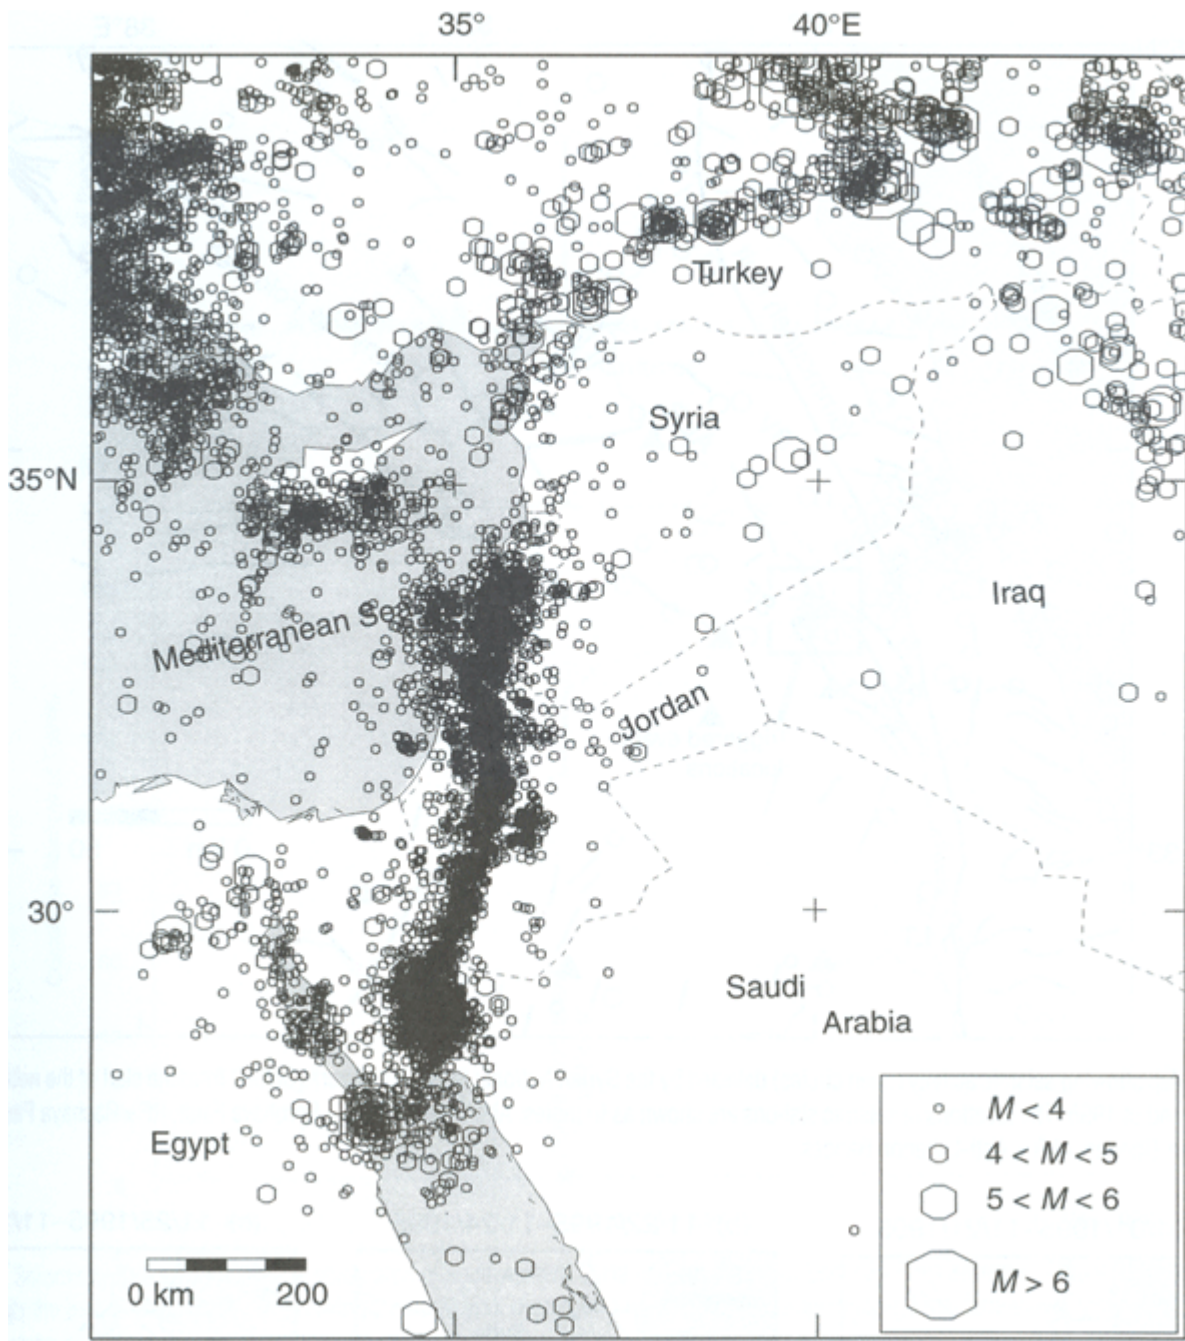 35°
40°E
Turkey
Syria
35°N
Iraq
Mediterranean Sea
Jordan
30°
Saudi
Arabia
Egypt
M < 4
4 < M < 5
5 < M < 6
M > 6
0 km 200